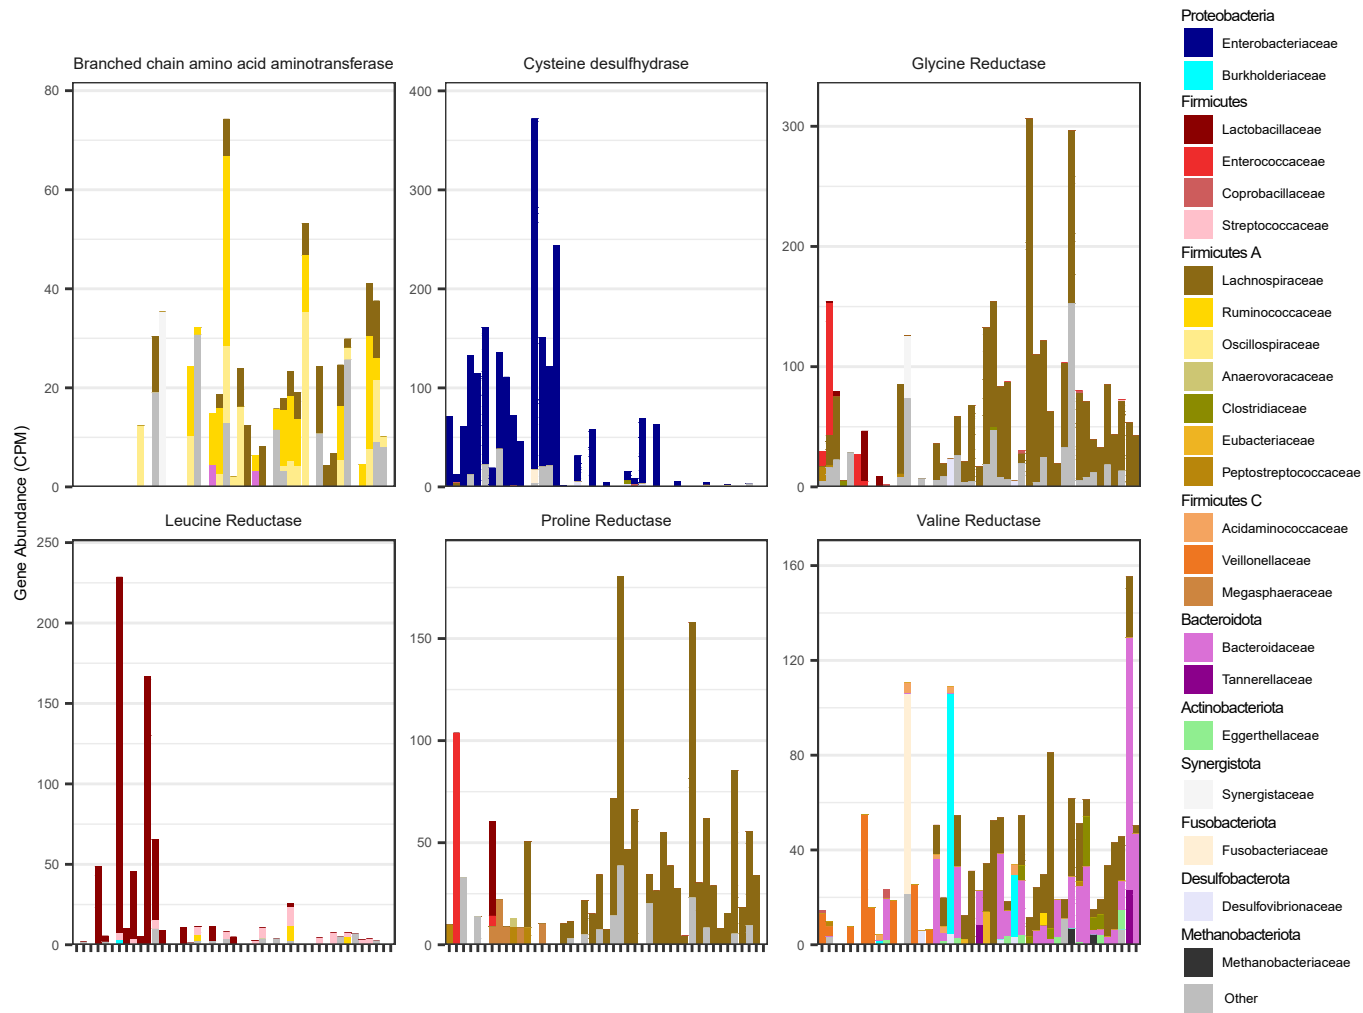 Branched chain amino acid aminotransferase
Cysteine desulfhydrase
Glycine Reductase
80
60
40
20
0
400
300
200
100
0
300
200
100
0
Gene Abundance (CPM)
Leucine Reductase
Proline Reductase
Valine Reductase
250
200
150
100
50
0
150
100
50
0
160
120
80
40
0
Proteobacteria
Enterobacteriaceae
Burkholderiaceae
Firmicutes
Lactobacillaceae
Enterococcaceae
Coprobacillaceae
Streptococcaceae
Firmicutes A
Lachnospiraceae
Ruminococcaceae
Oscillospiraceae
Anaerovoracaceae
Clostridiaceae
Eubacteriaceae
Peptostreptococcaceae
Firmicutes C
Acidaminococcaceae
Veillonellaceae
Megasphaeraceae
Bacteroidota
Bacteroidaceae
Tannerellaceae
Actinobacteriota
Eggerthellaceae
Synergistota
Synergistaceae
Fusobacteriota
Fusobacteriaceae
Desulfobacterota
Desulfovibrionaceae
Methanobacteriota
Methanobacteriaceae
Other